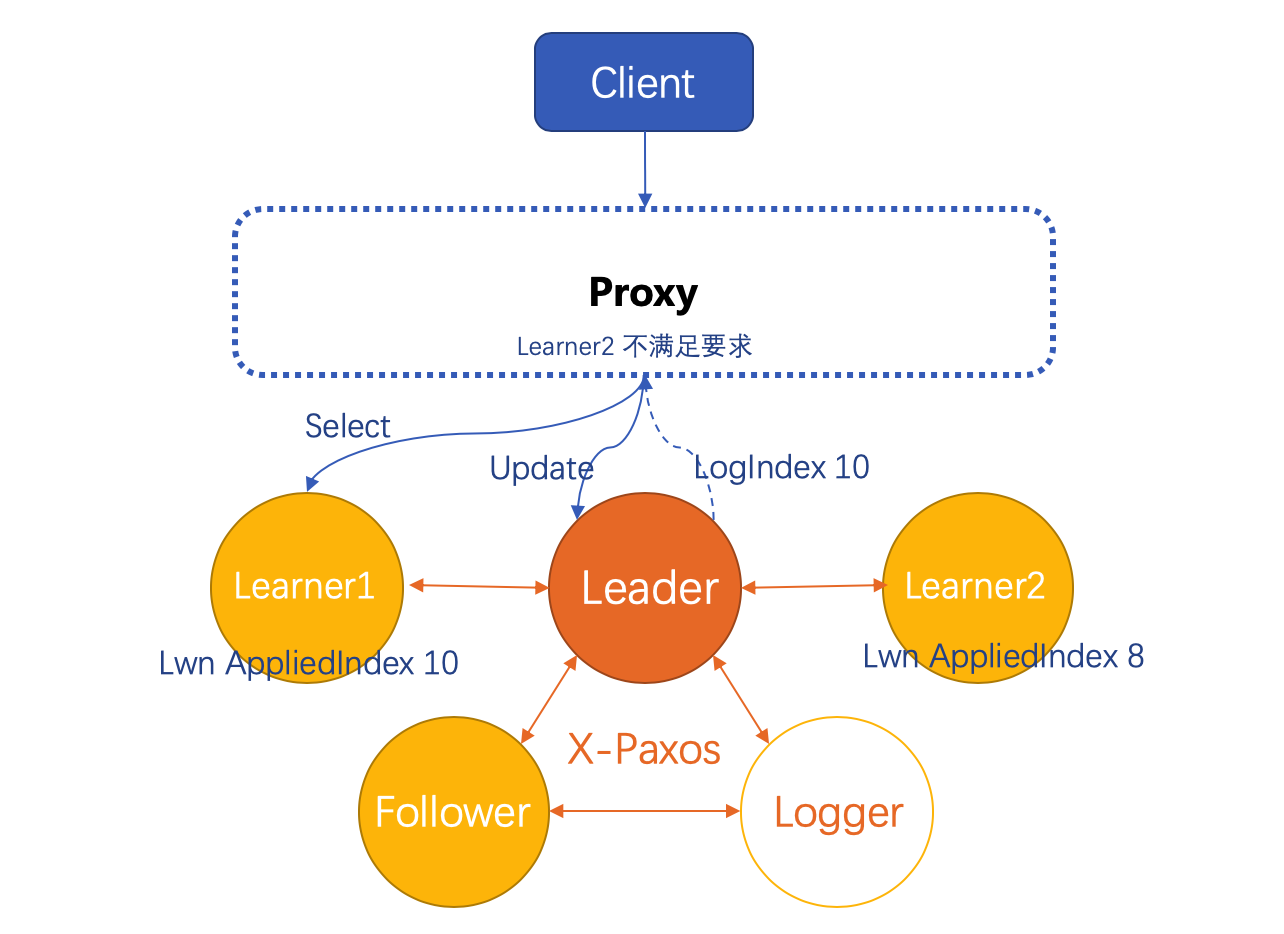 Client
Proxy
Learner2 不满足要求
Select
Update
LogIndex 10
Learner1
Leader
Learner2
Lwn AppliedIndex 10
Lwn AppliedIndex 8
X-Paxos
Follower
Logger